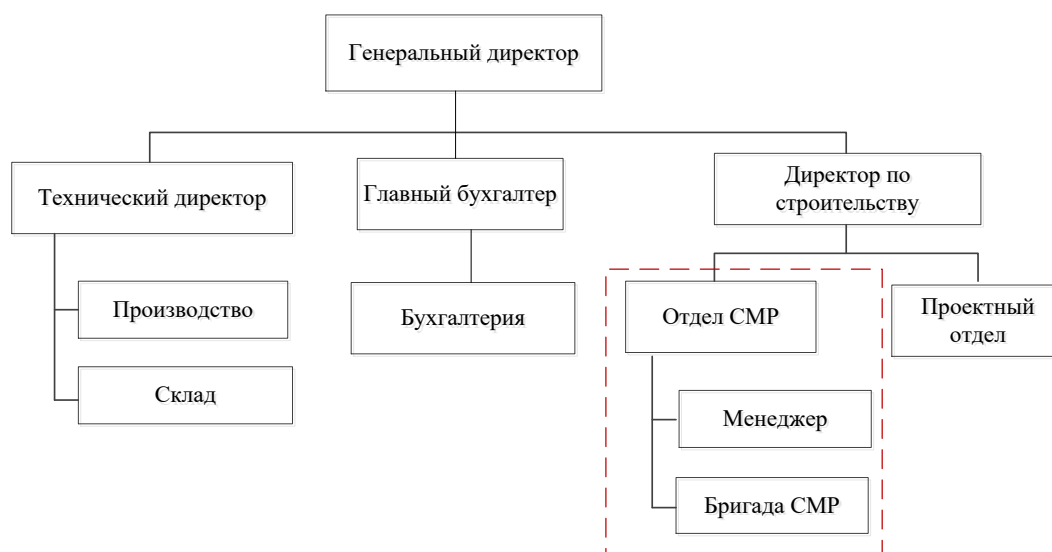 Генеральный директор
Технический директор
Главный бухгалтер
Директор по
строительству
Производство
Бухгалтерия
Отдел СМР
Проектный
отдел
Склад
Менеджер
Бригада СМР